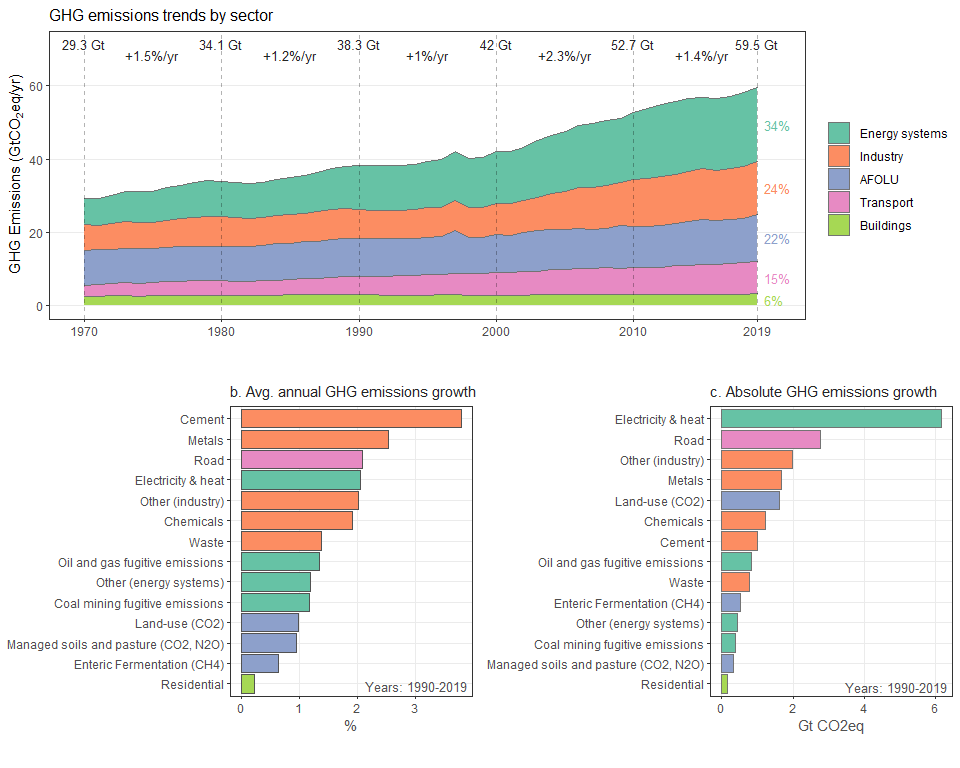 GHG emissions trends by sector
29.3 Gt 34.1 Gt 38.3 Gt 42 Gt 52.7 Gt 59.5 Gt
+1.5%/yr +1.2%/yr +1%/yr +2.3%/yr +1.4%/yr
GHG Emissions (GtCO₂eq/yr)
60
40
20
0
34%
24%
22%
15%
6%
1970 1980 1990 2000 2010 2019
Energy systems
Industry
AFOLU
Transport
Buildings
b. Avg. annual GHG emissions growth
Cement
Metals
Road
Electricity & heat
Other (industry)
Chemicals
Waste
Oil and gas fugitive emissions
Other (energy systems)
Coal mining fugitive emissions
Land-use (CO2)
Managed soils and pasture (CO2, N2O)
Enteric Fermentation (CH4)
Residential
Years: 1990-2019
0 1 2 3
%
c. Absolute GHG emissions growth
Electricity & heat
Road
Other (industry)
Metals
Land-use (CO2)
Chemicals
Cement
Oil and gas fugitive emissions
Waste
Enteric Fermentation (CH4)
Other (energy systems)
Coal mining fugitive emissions
Managed soils and pasture (CO2, N2O)
Residential
Years: 1990-2019
0 2 4 6
Gt CO2eq